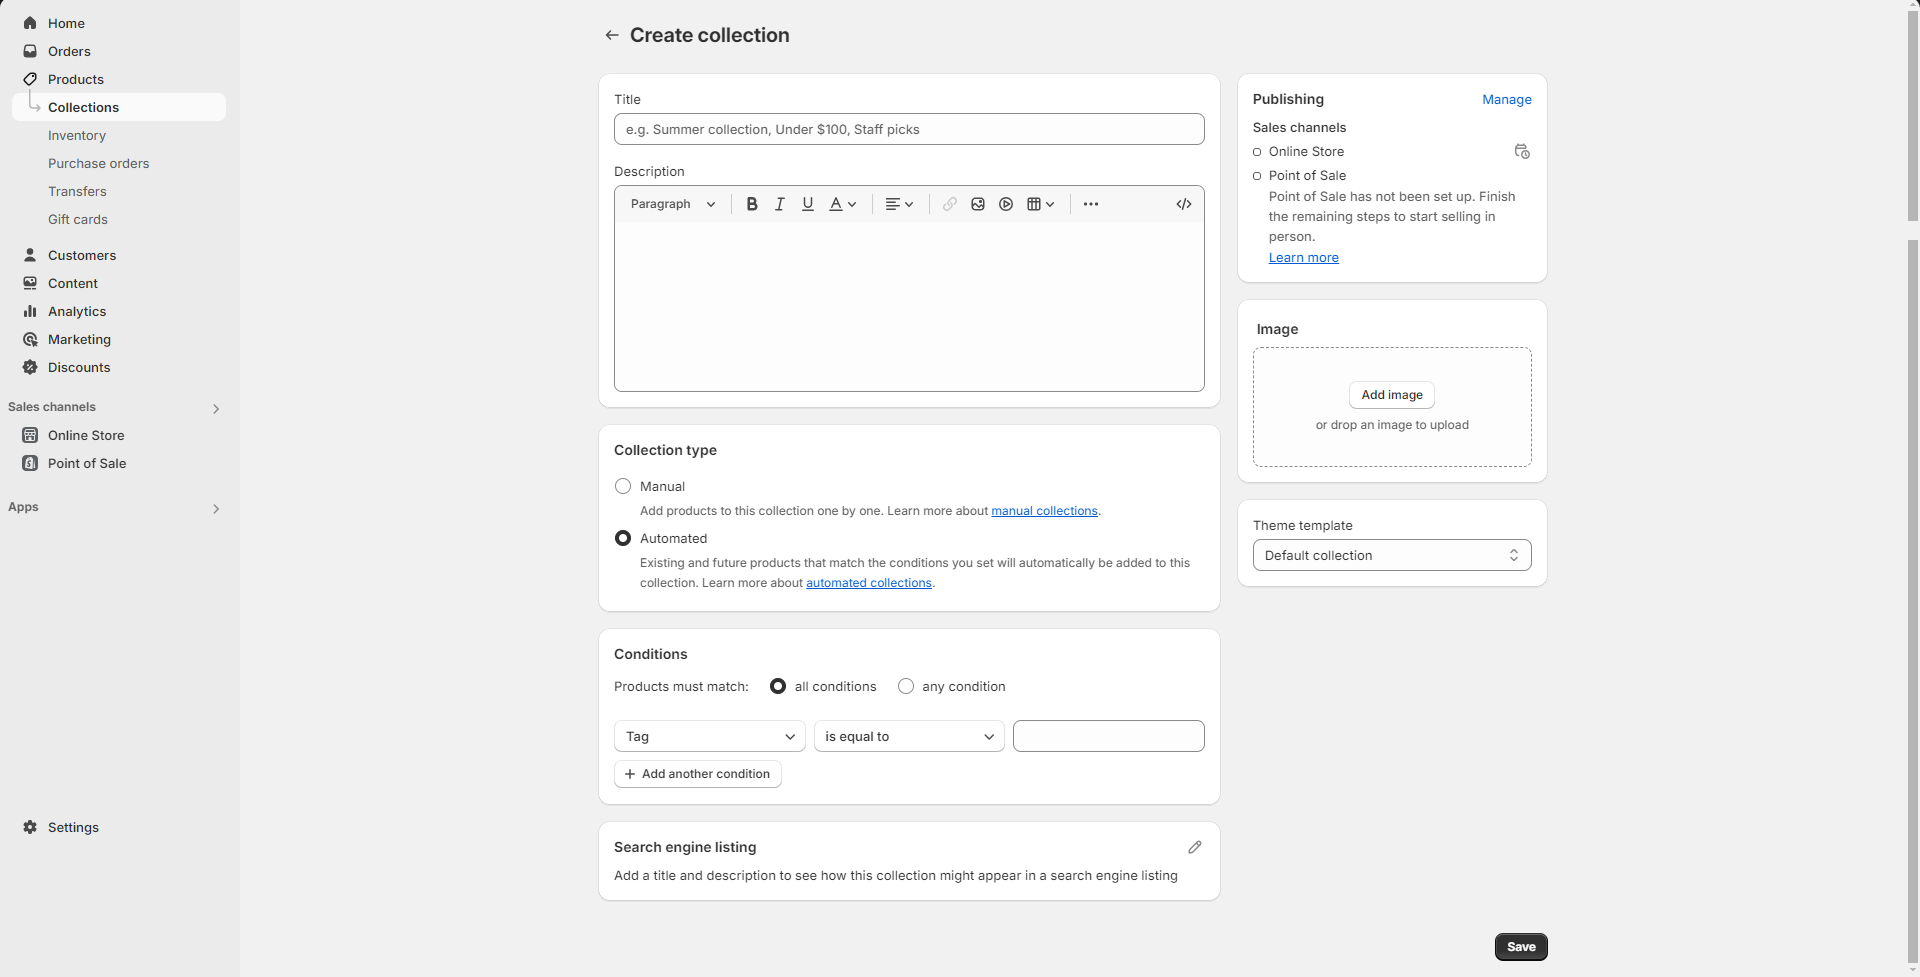 Home
Orders
Products
Collections
Inventory
Purchase orders
Transfers
Gift cards
Customers
Content
Analytics
Marketing
Discounts
Sales channels
Online Store
Point of Sale
Apps
Settings
Create collection
Title
e.g. Summer collection, Under $100, Staff picks
Description
Paragraph B I U A
Collection type
Manual
Add products to this collection one by one. Learn more about manual collections.
Automated
Existing and future products that match the conditions you set will automatically be added to this
collection. Learn more about automated collections.
Conditions
Products must match: all conditions any condition
Tag is equal to
Add another condition
Search engine listing
Add a title and description to see how this collection might appear in a search engine listing
Publishing Manage
Sales channels
Online Store
Point of Sale
Point of Sale has not been set up. Finish
the remaining steps to start selling in
person.
Learn more
Image
Add image
or drop an image to upload
Theme template
Default collection
Save